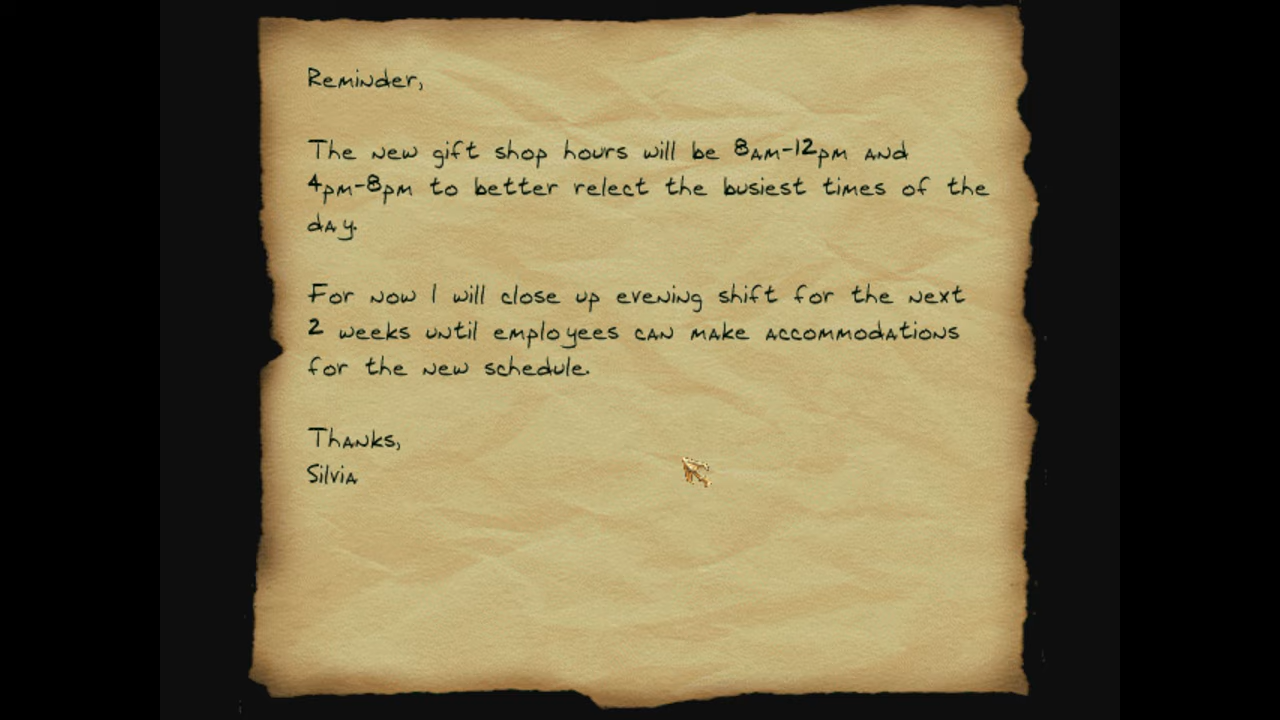 Reminder,
The new gift shop hours will be 8am-12pm and
4pm-8pm to better relect the busiest times of the
day.
For now I will close up evening shift for the next
2 weeks until employees can make accommodations
for the new schedule.
Thanks,
Silvia